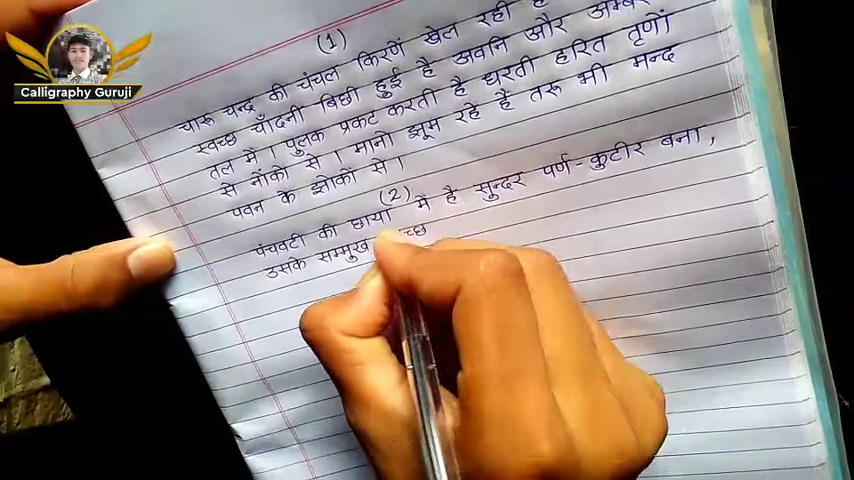 Calligraphy Guruji
(1)
चारू चन्द्र की चंचल किरणें खेल रही
स्वच्छ चाँदनी बिछी हुई है अवनि और अम्बर
तल में। पुलक प्रकट करती है धरती हरित तृणों
से नोंको से। मानो झूम रहे है तरू भी मन्द
पवन के झोकों से।
(2)
पंचवटी की छाया में है सुन्दर पर्ण-कुटीर बना,
उसके सम्मुख